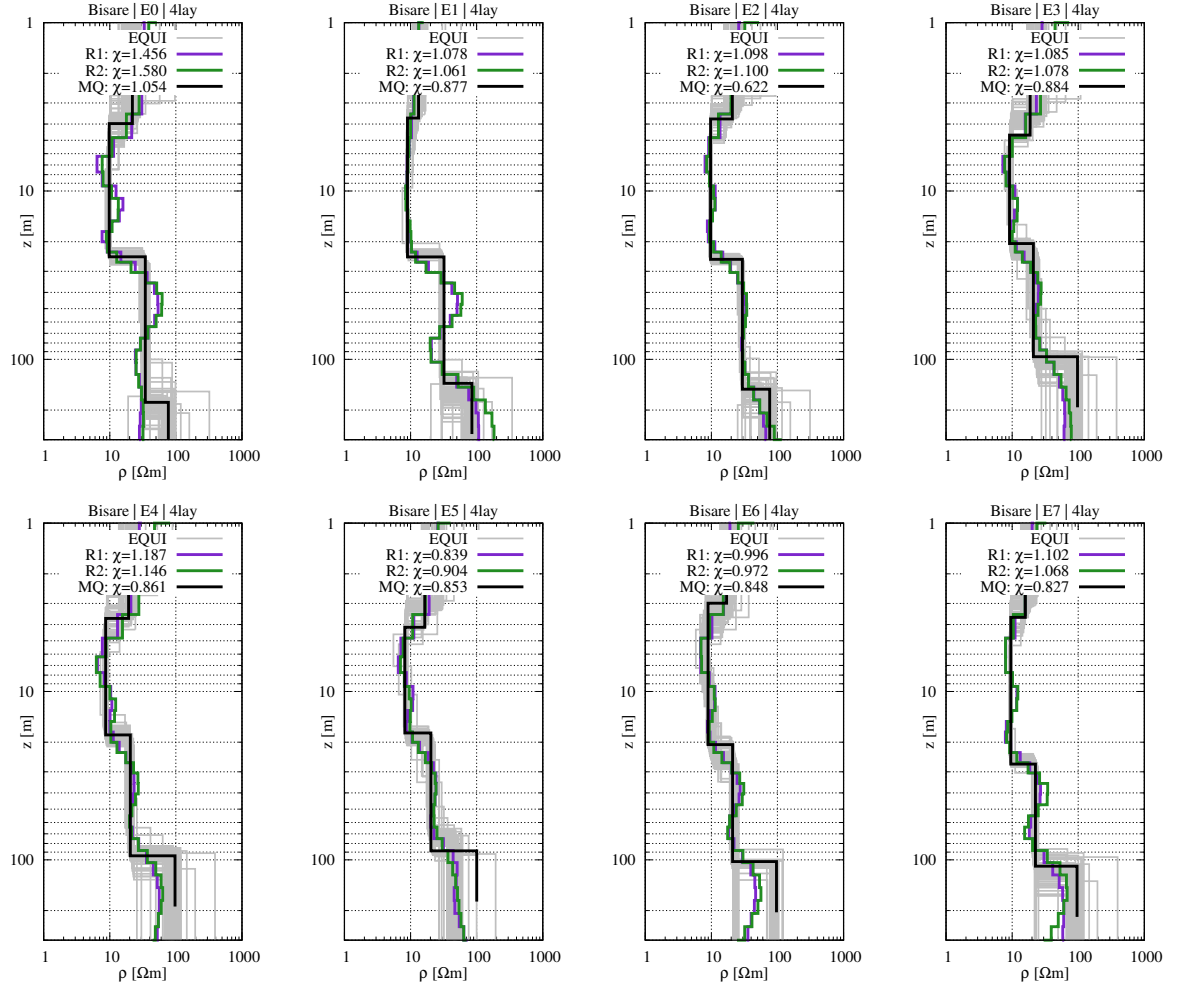 Bisare | E0 | 4lay
1
EQUI
R1: χ=1.456
R2: χ=1.580
MQ: χ=1.054
10
z [m]
100
1 10 100 1000
ρ [Ωm]
Bisare | E1 | 4lay
1
EQUI
R1: χ=1.078
R2: χ=1.061
MQ: χ=0.877
10
z [m]
100
1 10 100 1000
ρ [Ωm]
Bisare | E2 | 4lay
1
EQUI
R1: χ=1.098
R2: χ=1.100
MQ: χ=0.622
10
z [m]
100
1 10 100 1000
ρ [Ωm]
Bisare | E3 | 4lay
1
EQUI
R1: χ=1.085
R2: χ=1.078
MQ: χ=0.884
10
z [m]
100
1 10 100 1000
ρ [Ωm]
Bisare | E4 | 4lay
1
EQUI
R1: χ=1.187
R2: χ=1.146
MQ: χ=0.861
10
z [m]
100
1 10 100 1000
ρ [Ωm]
Bisare | E5 | 4lay
1
EQUI
R1: χ=0.839
R2: χ=0.904
MQ: χ=0.853
10
z [m]
100
1 10 100 1000
ρ [Ωm]
Bisare | E6 | 4lay
1
EQUI
R1: χ=0.996
R2: χ=0.972
MQ: χ=0.848
10
z [m]
100
1 10 100 1000
ρ [Ωm]
Bisare | E7 | 4lay
1
EQUI
R1: χ=1.102
R2: χ=1.068
MQ: χ=0.827
10
z [m]
100
1 10 100 1000
ρ [Ωm]